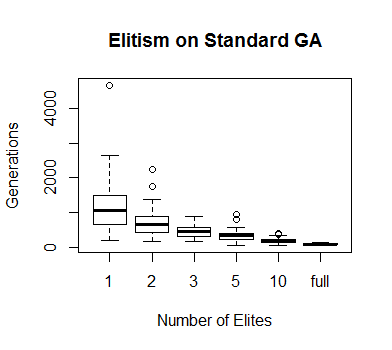 Elitism on Standard GA
Generations
4000
2000
0
1 2 3 5 10 full
Number of Elites